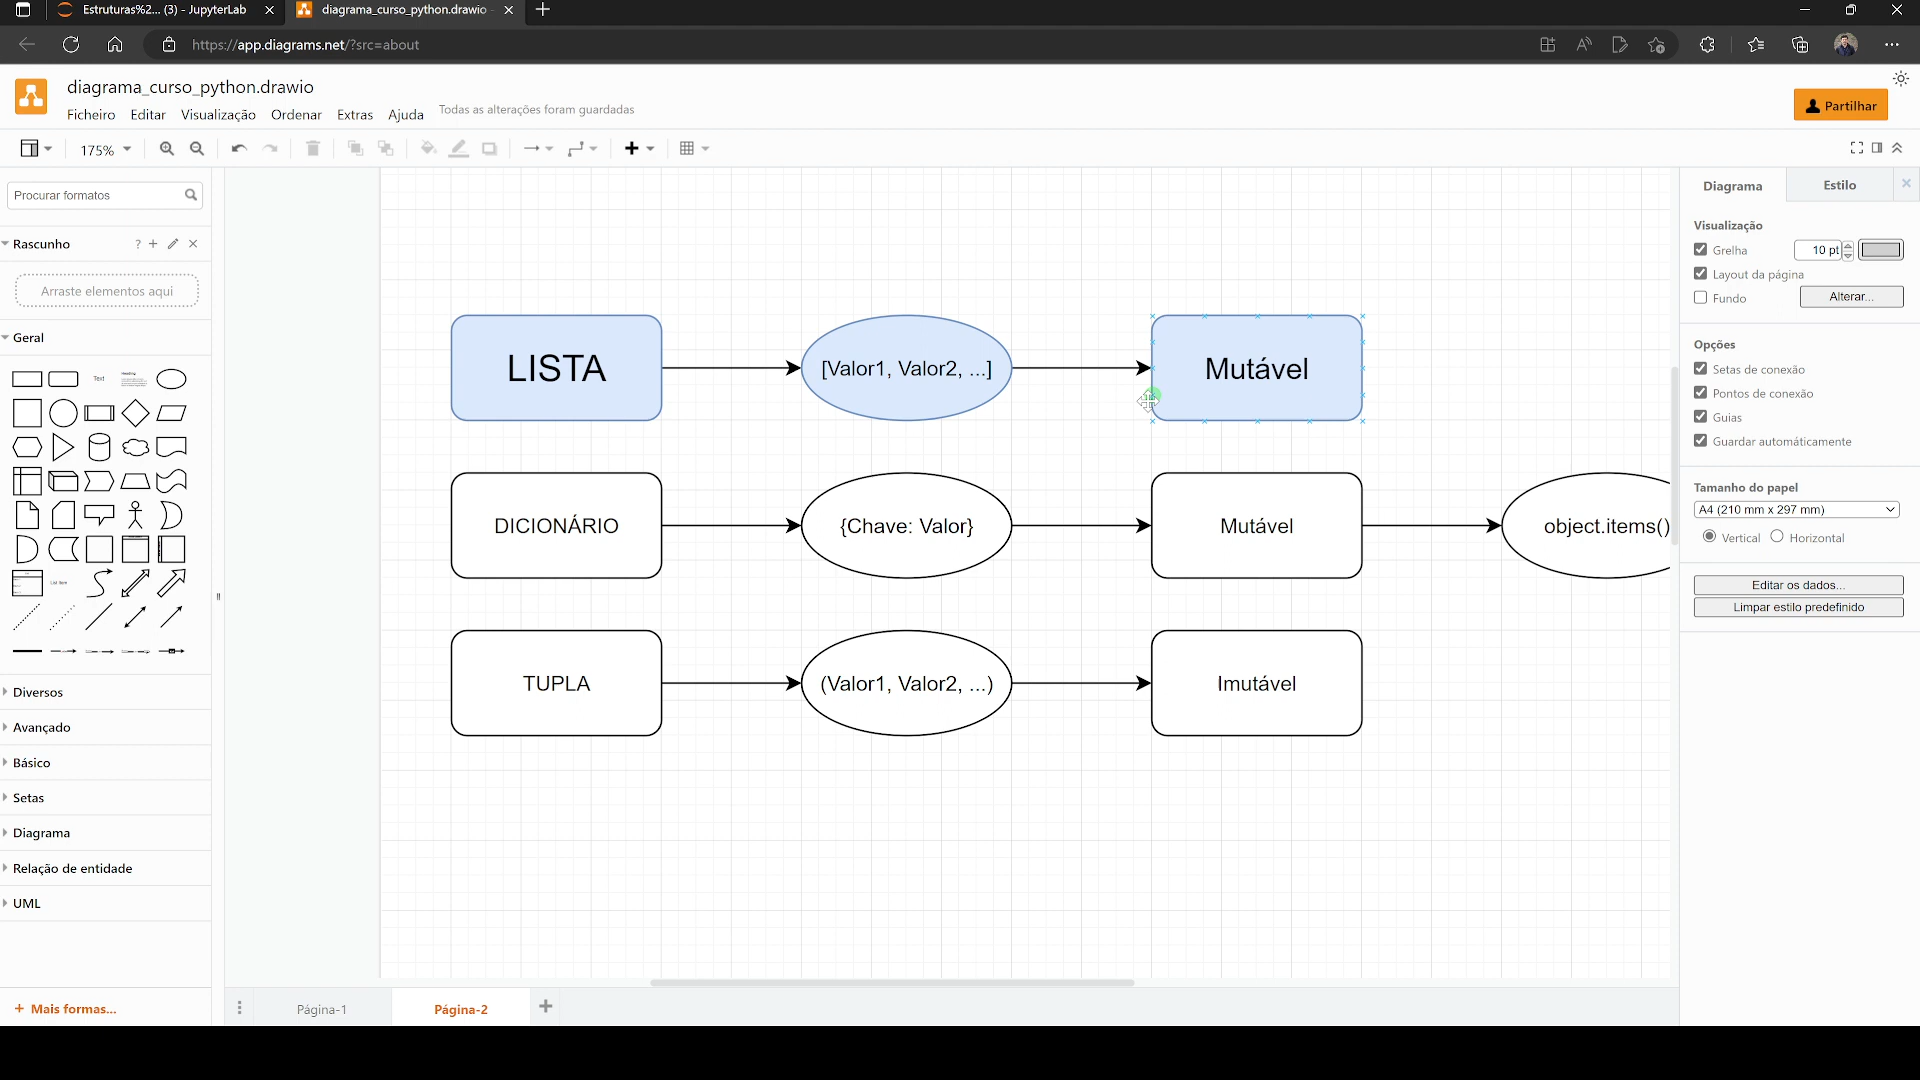 Estruturas%2... (3) - JupyterLab
diagrama_curso_python.drawio -
https://app.diagrams.net/?src=about
diagrama_curso_python.drawio
Ficheiro Editar Visualização Ordenar Extras Ajuda Todas as alterações foram guardadas
Partilhar
175%
Procurar formatos
Rascunho ?
Arraste elementos aqui
Geral
Text
Heading
List Item
Diversos
Avançado
Básico
Setas
Diagrama
Relação de entidade
UML
Mais formas...
LISTA
[Valor1, Valor2, ...]
Mutável
DICIONÁRIO
{Chave: Valor}
Mutável
object.items()
TUPLA
(Valor1, Valor2, ...)
Imutável
Página-1
Página-2
Diagrama Estilo
Visualização
Grelha 10 pt
Layout da página
Fundo Alterar...
Opções
Setas de conexão
Pontos de conexão
Guias
Guardar automáticamente
Tamanho do papel
A4 (210 mm x 297 mm)
Vertical Horizontal
Editar os dados...
Limpar estilo predefinido